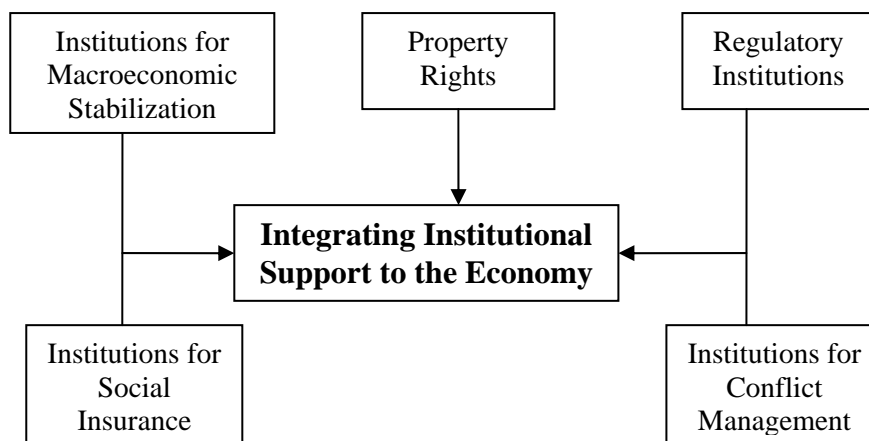 Institutions for
Macroeconomic
Stabilization
Property
Rights
Regulatory
Institutions
Integrating Institutional
Support to the Economy
Institutions for
Social
Insurance
Institutions for
Conflict
Management